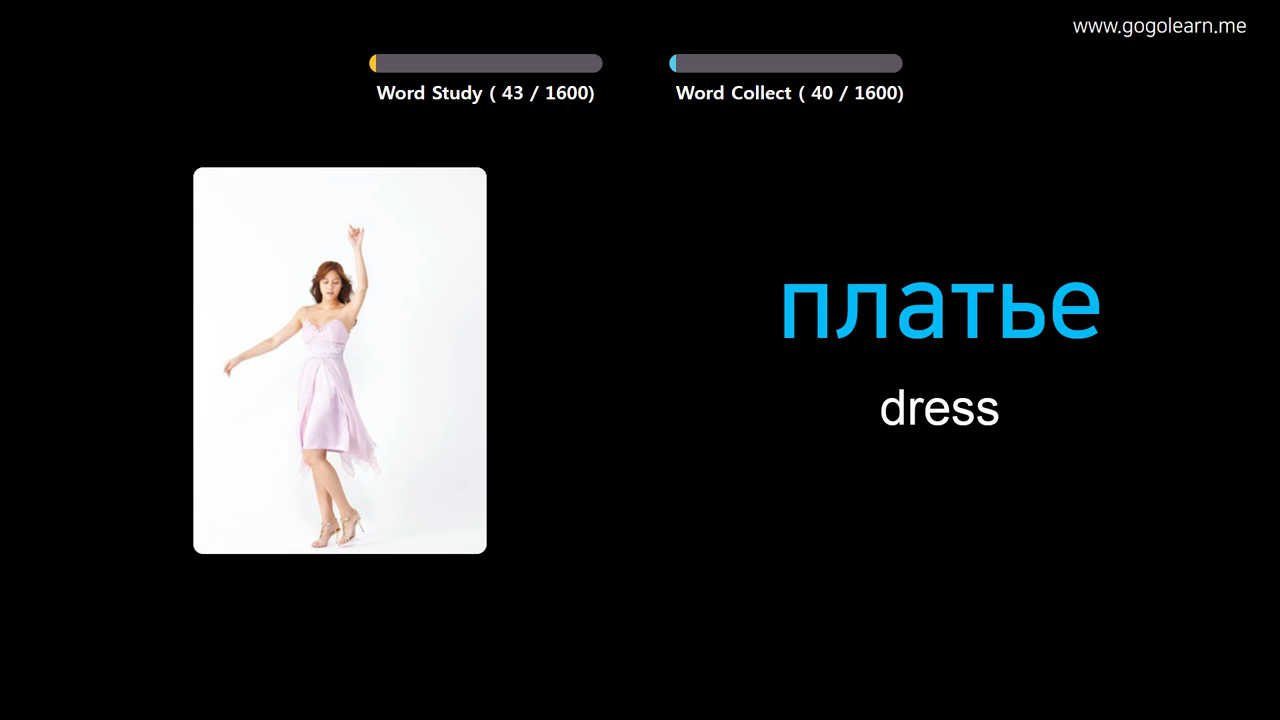 www.gogolearn.me
Word Study ( 43 / 1600)
Word Collect ( 40 / 1600)
платье
dress